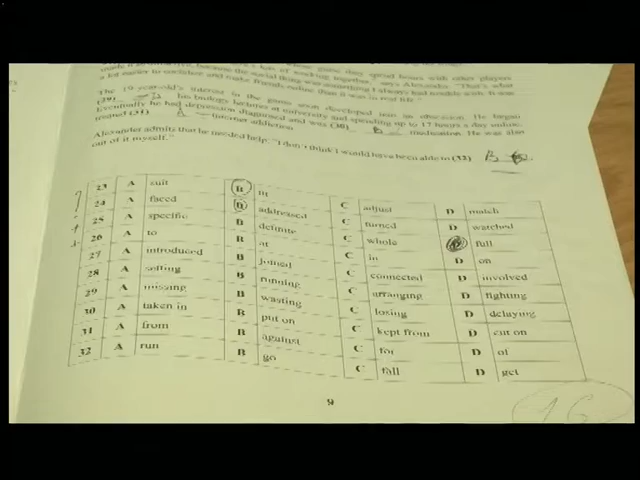 a lot easier to socialize and make friends online than it was in real life."
The 19-year-old's interest in the game soon developed into an obsession. He began
(29) B his biology lectures at university and spending up to 17 hours a day online.
Eventually he had depression diagnosed and was (30) B medication. He was also
treated (31) A Internet addiction
Alexander admits that he needed help: "I don't think I would have been able to (32) B
out of it myself."
23 A suit B fit C adjust D match
24 A faced B addressed C turned D watched
25 A specific B definite C whole D full
26 A to B at C in D on
27 A introduced B joined C connected D involved
28 A setting B running C arranging D fighting
29 A missing B wasting C losing D delaying
30 A taken in B put on C kept from D cut on
31 A from B against C for D of
32 A run B go C fall D get
9
16